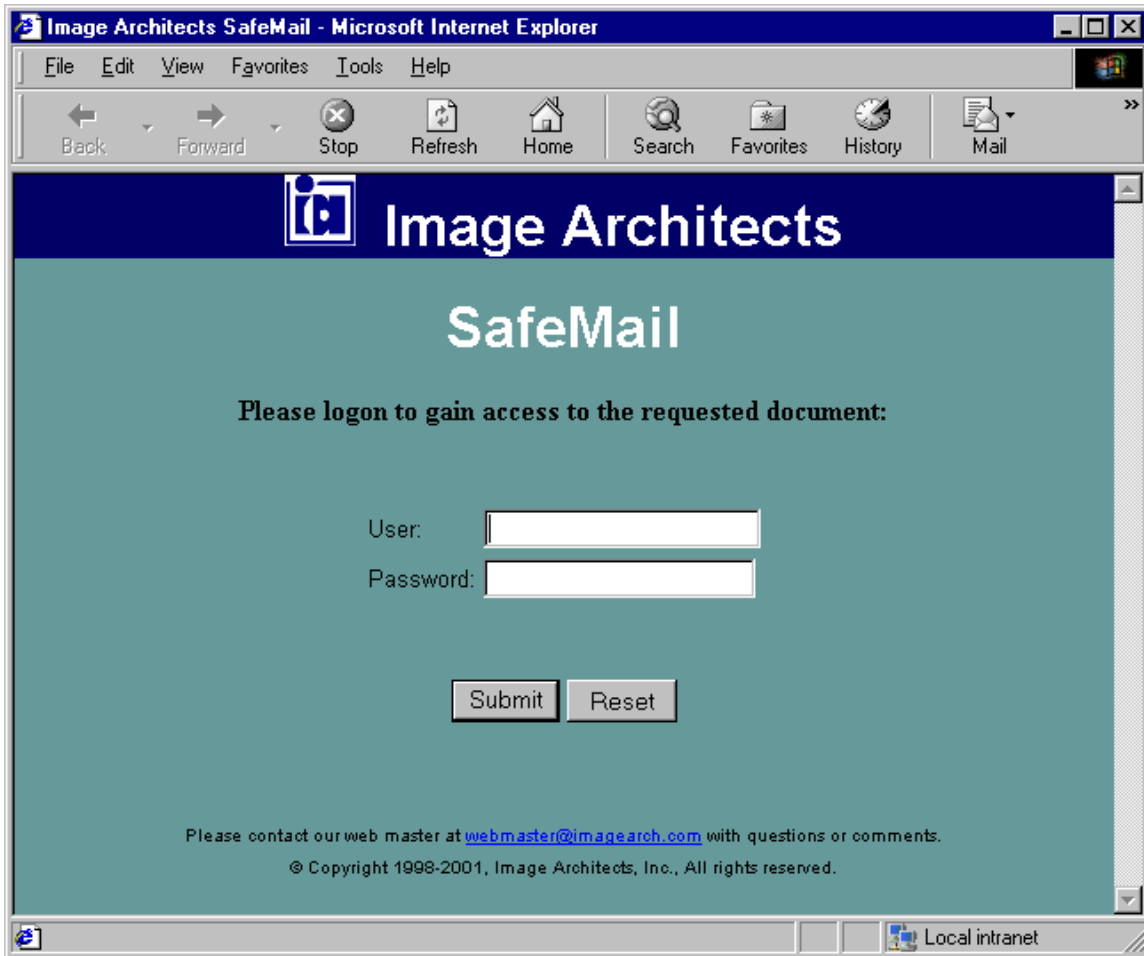 Image Architects SafeMail - Microsoft Internet Explorer
File Edit View Favorites Tools Help
Back Forward Stop Refresh Home Search Favorites History Mail »
Image Architects
SafeMail
Please logon to gain access to the requested document:
User:
Password:
Submit Reset
Please contact our web master at webmaster@imagearch.com with questions or comments.
© Copyright 1998-2001, Image Architects, Inc., All rights reserved.
Local intranet